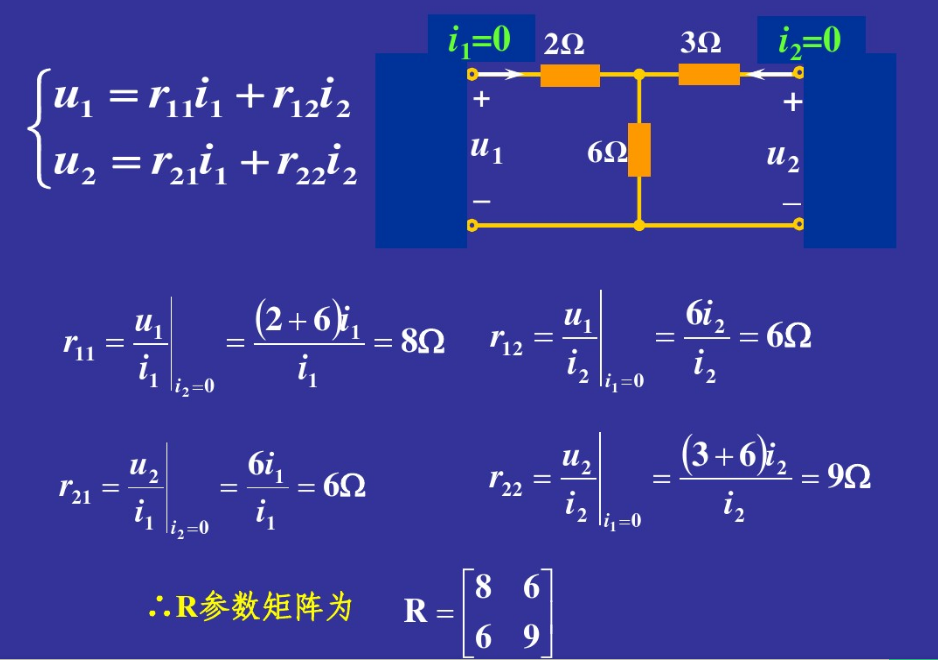 i₁=0 2Ω 3Ω i₂=0
u₁ = r₁₁i₁ + r₁₂i₂
u₂ = r₂₁i₁ + r₂₂i₂
+ +
u₁ 6Ω u₂
− −
r₁₁ = u₁/i₁ |i₂=0 = (2+6)i₁/i₁ = 8Ω r₁₂ = u₁/i₂ |i₁=0 = 6i₂/i₂ = 6Ω
r₂₁ = u₂/i₁ |i₂=0 = 6i₁/i₁ = 6Ω r₂₂ = u₂/i₂ |i₁=0 = (3+6)i₂/i₂ = 9Ω
∴R参数矩阵为 R = [8 6
6 9]